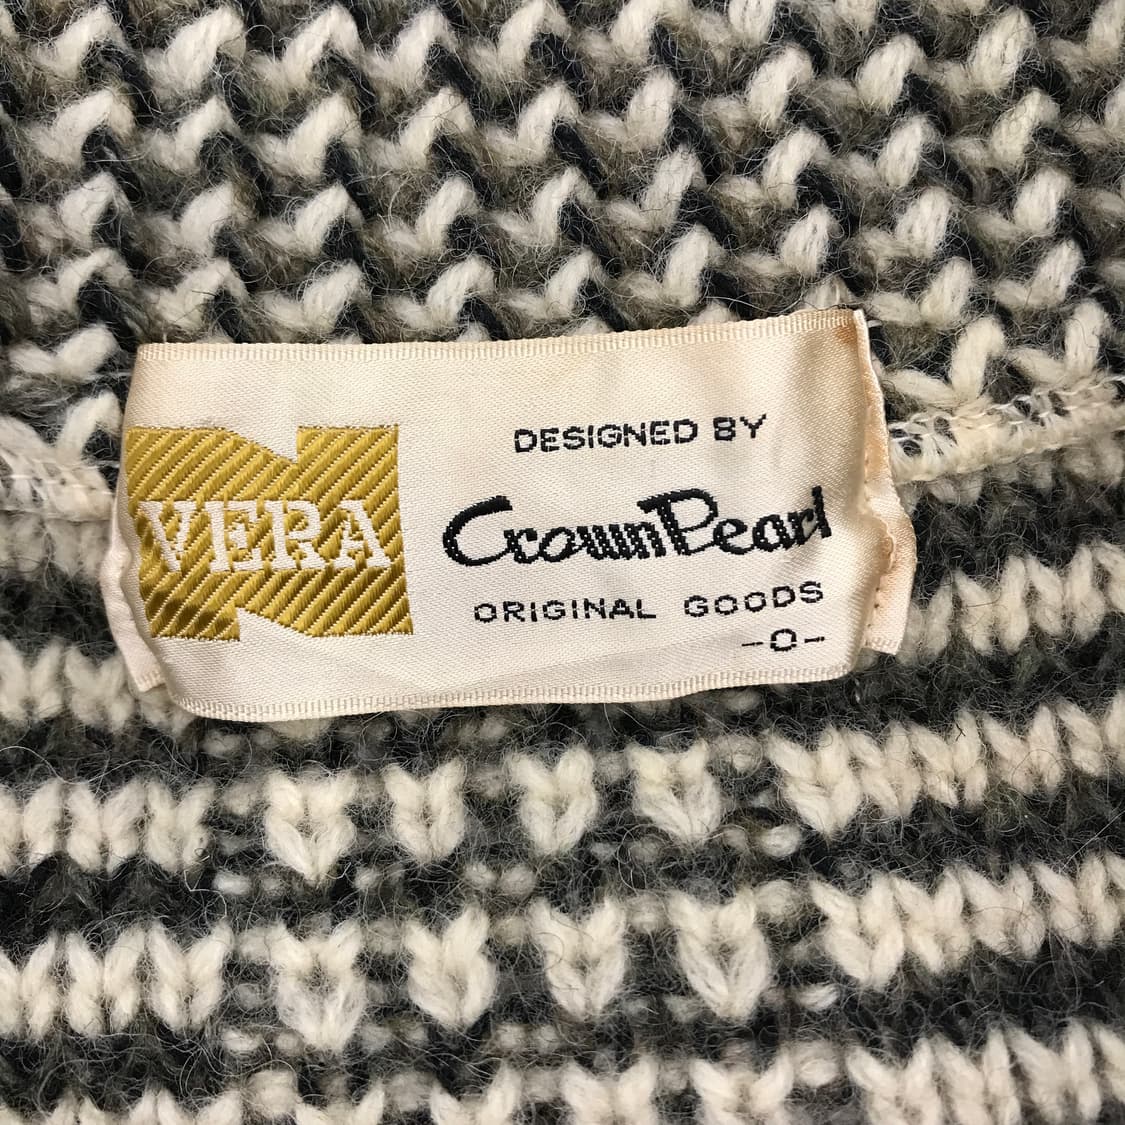 VERA
DESIGNED BY
CrownPearl
ORIGINAL GOODS
-O-